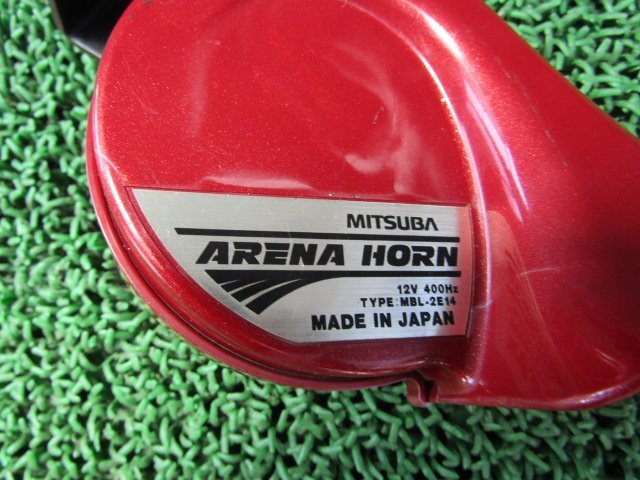 MITSUBA
ARENA HORN
12V 400Hz
TYPE:MBL-2E14
MADE IN JAPAN